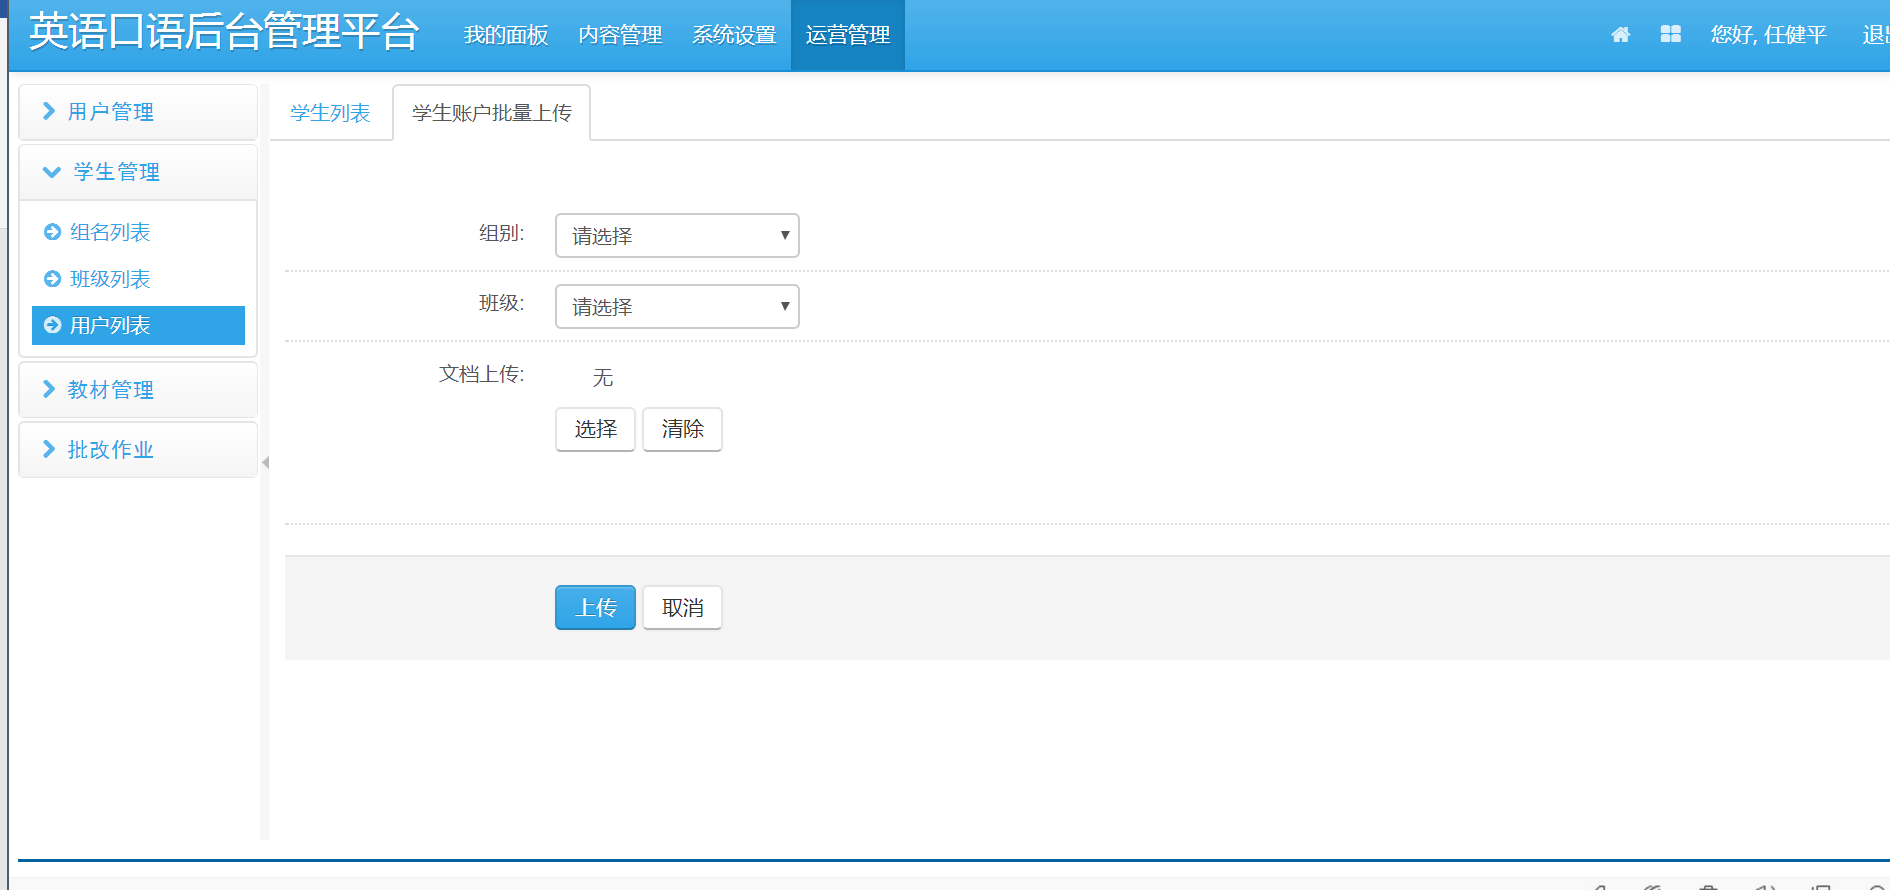 英语口语后台管理平台 我的面板 内容管理 系统设置 运营管理 您好, 任健平
用户管理
学生管理
组名列表
班级列表
用户列表
教材管理
批改作业
学生列表 学生账户批量上传
组别: 请选择
班级: 请选择
文档上传: 无
选择 清除
上传 取消